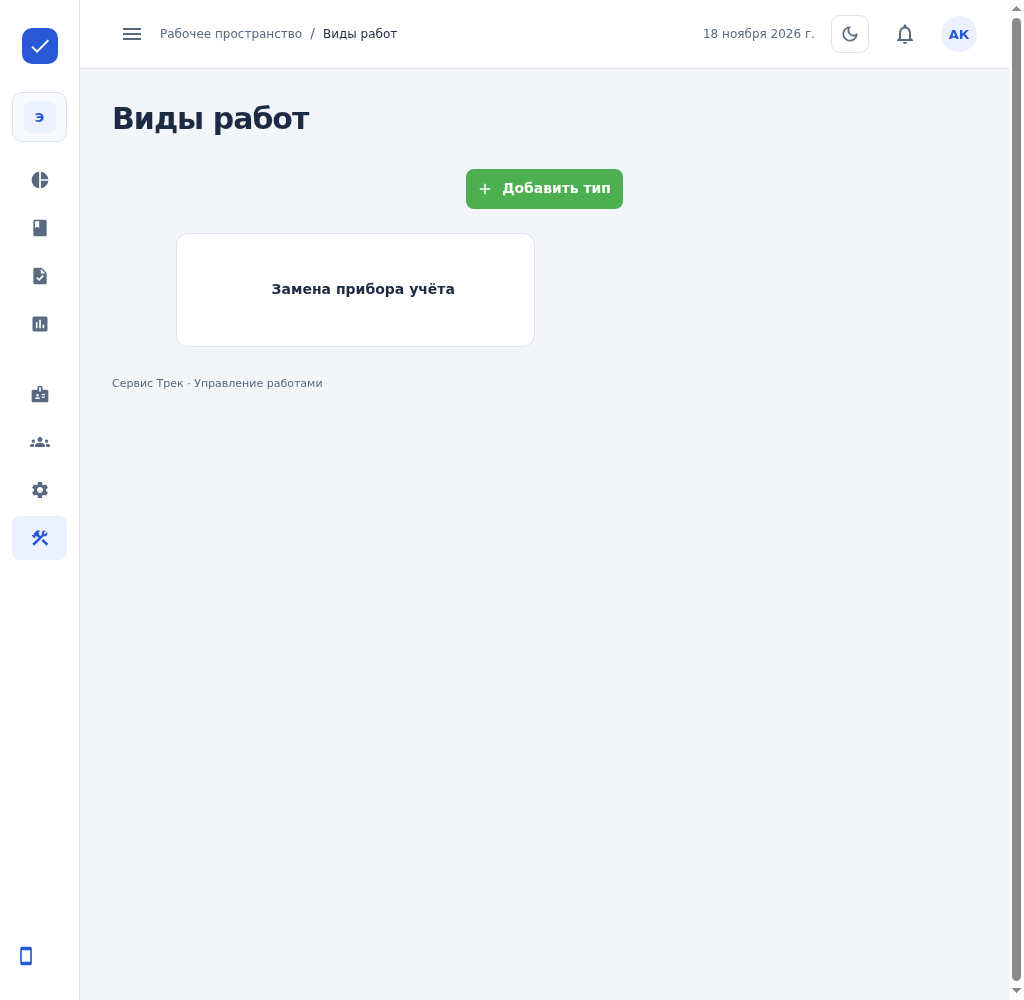 Рабочее пространство / Виды работ
18 ноября 2026 г.
АК
Э
Виды работ
+ Добавить тип
Замена прибора учёта
Сервис Трек · Управление работами